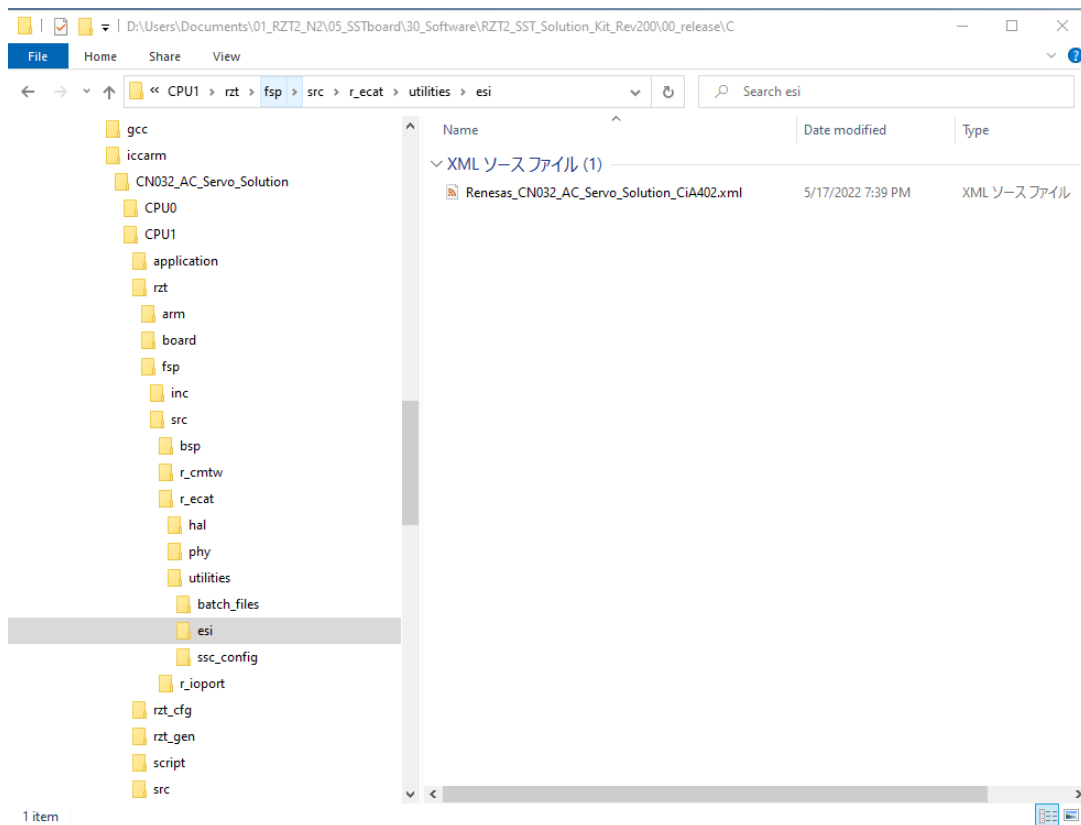 D:\Users\Documents\01_RZT2_N2\05_SSTboard\30_Software\RZT2_SST_Solution_Kit_Rev200\00_release\C
File Home Share View
« CPU1 > rzt > fsp > src > r_ecat > utilities > esi
Search esi
gcc
iccarm
CN032_AC_Servo_Solution
CPU0
CPU1
application
rzt
arm
board
fsp
inc
src
bsp
r_cmtw
r_ecat
hal
phy
utilities
batch_files
esi
ssc_config
r_ioport
rzt_cfg
rzt_gen
script
src
Name Date modified Type
XML ソース ファイル (1)
Renesas_CN032_AC_Servo_Solution_CiA402.xml 5/17/2022 7:39 PM XML ソース ファイル
1 item